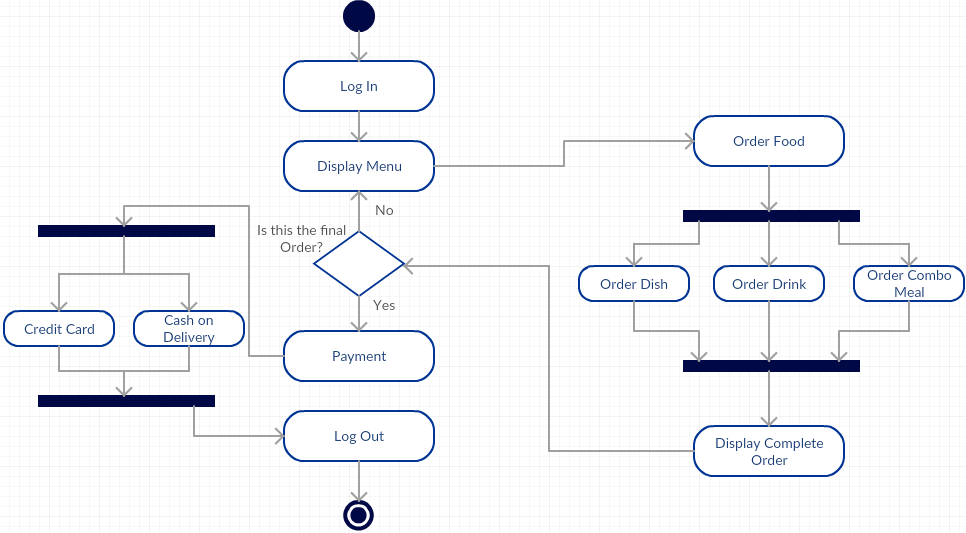 Log In
Display Menu
Order Food
No
Is this the final
Order?
Order Dish
Order Drink
Order Combo
Meal
Yes
Credit Card
Cash on
Delivery
Payment
Log Out
Display Complete
Order